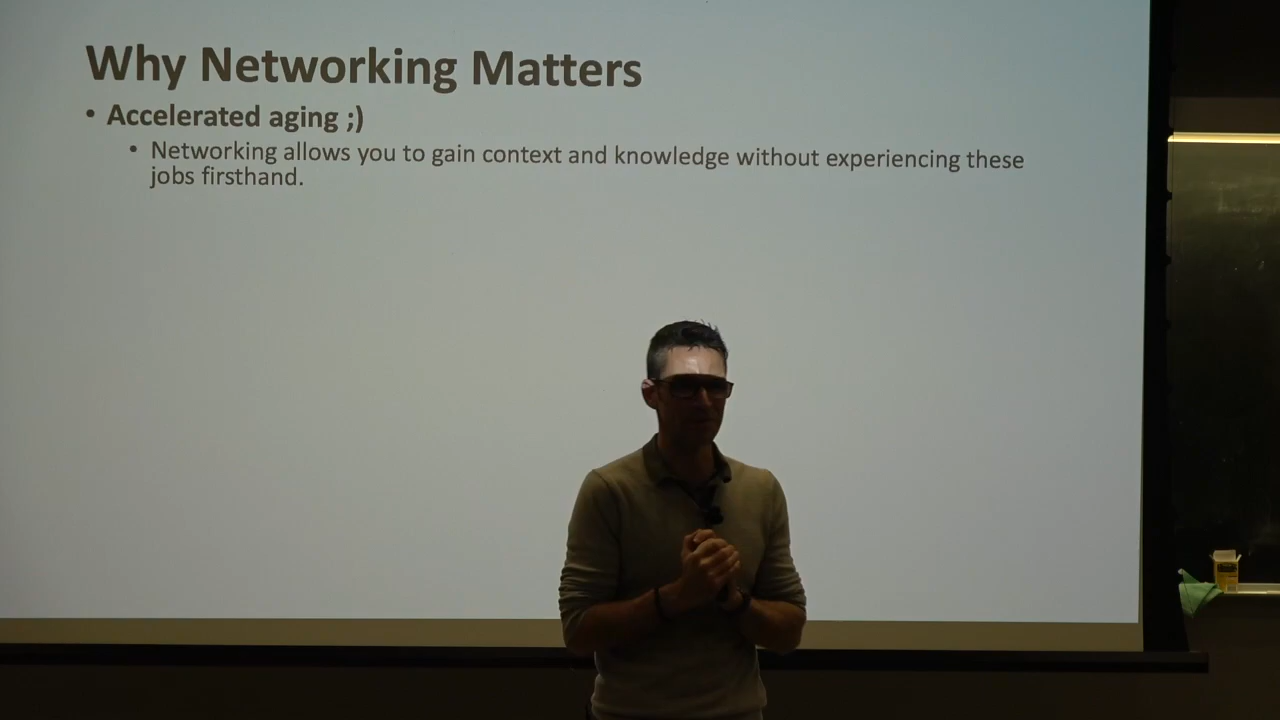 Why Networking Matters
• Accelerated aging ;)
• Networking allows you to gain context and knowledge without experiencing these
jobs firsthand.